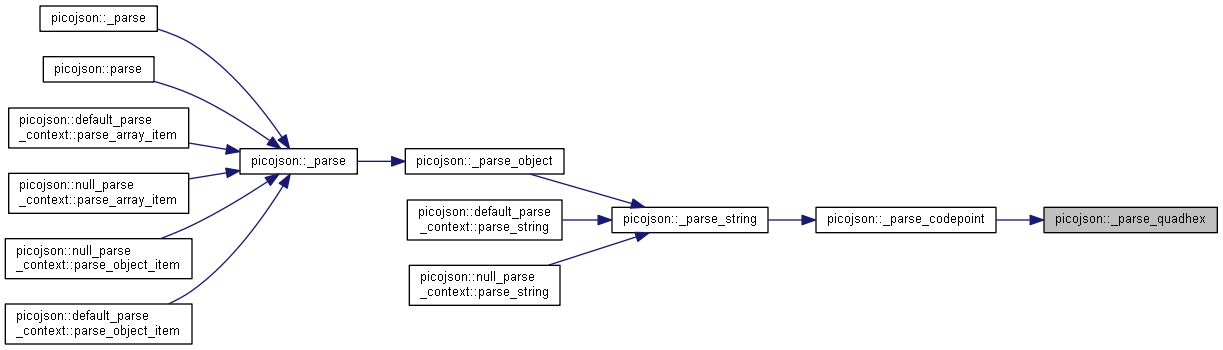 picojson::_parse
picojson::parse
picojson::default_parse
_context::parse_array_item
picojson::null_parse
_context::parse_array_item
picojson::null_parse
_context::parse_object_item
picojson::default_parse
_context::parse_object_item
picojson::_parse
picojson::_parse_object
picojson::default_parse
_context::parse_string
picojson::null_parse
_context::parse_string
picojson::_parse_string
picojson::_parse_codepoint
picojson::_parse_quadhex